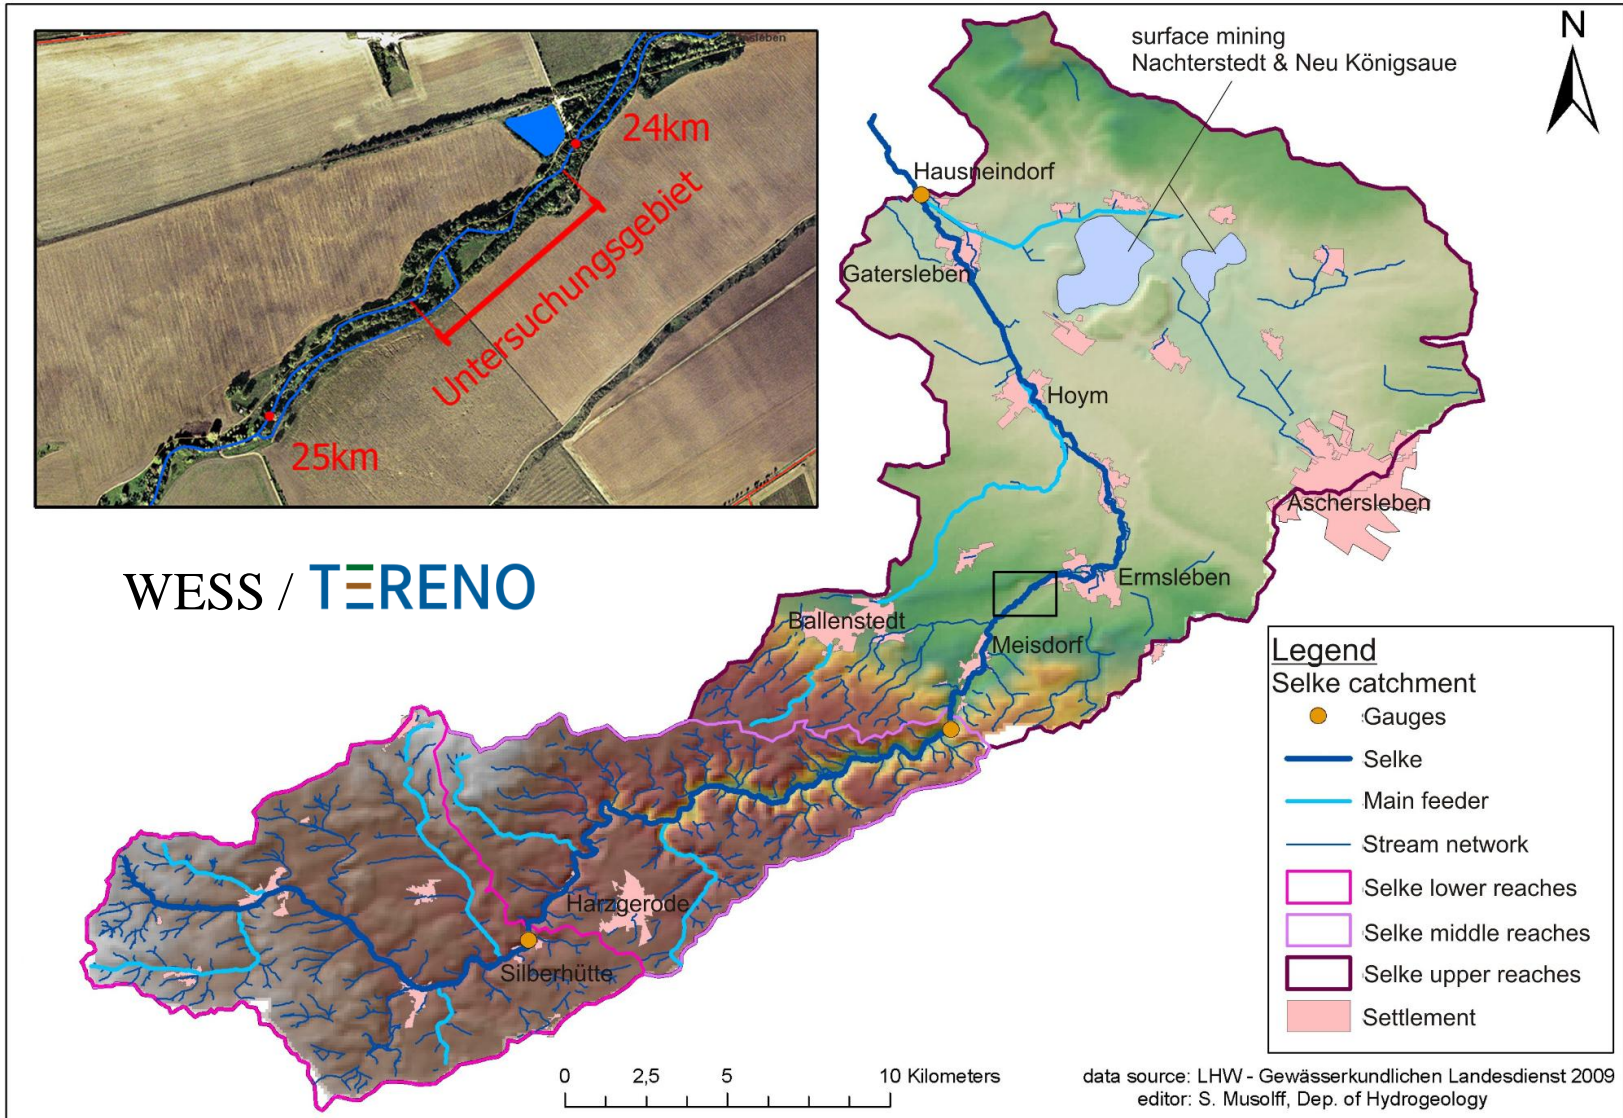 surface mining
Nachterstedt & Neu Königsaue
N
24km
Untersuchungsgebiet
25km
Hausneindorf
Gatersleben
Hoym
Aschersleben
Ermsleben
Ballenstedt
Meisdorf
Harzgerode
Silberhütte
WESS / TERENO
Legend
Selke catchment
Gauges
Selke
Main feeder
Stream network
Selke lower reaches
Selke middle reaches
Selke upper reaches
Settlement
0 2,5 5 10 Kilometers
data source: LHW - Gewässerkundlichen Landesdienst 2009
editor: S. Musolff, Dep. of Hydrogeology